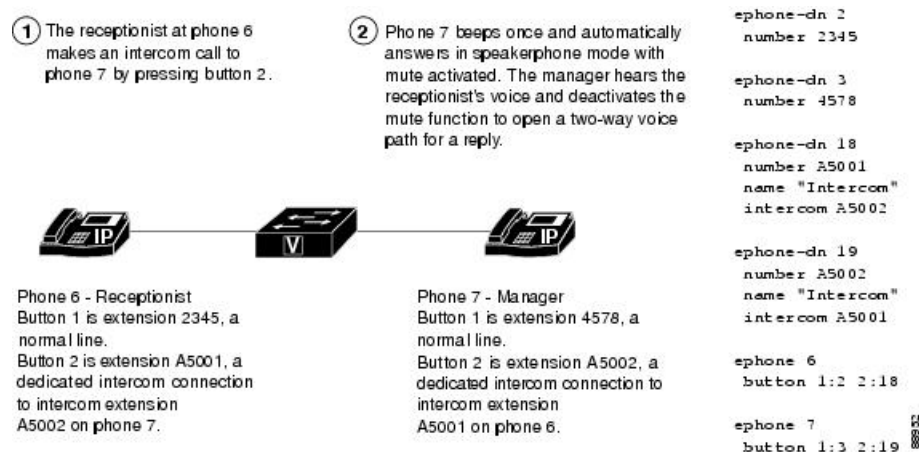 1 The receptionist at phone 6
makes an intercom call to
phone 7 by pressing button 2.
2 Phone 7 beeps once and automatically
answers in speakerphone mode with
mute activated. The manager hears the
receptionist's voice and deactivates the
mute function to open a two-way voice
path for a reply.
IP
V
IP
Phone 6 - Receptionist
Button 1 is extension 2345, a
normal line.
Button 2 is extension A5001, a
dedicated intercom connection
to intercom extension
A5002 on phone 7.
Phone 7 - Manager
Button 1 is extension 4578, a
normal line.
Button 2 is extension A5002, a
dedicated intercom connection to
intercom extension
A5001 on phone 6.
ephone-dn 2
number 2345
ephone-dn 3
number 4578
ephone-dn 18
number A5001
name "Intercom"
intercom A5002
ephone-dn 19
number A5002
name "Intercom"
intercom A5001
ephone 6
button 1:2 2:18
ephone 7
button 1:3 2:19
88952